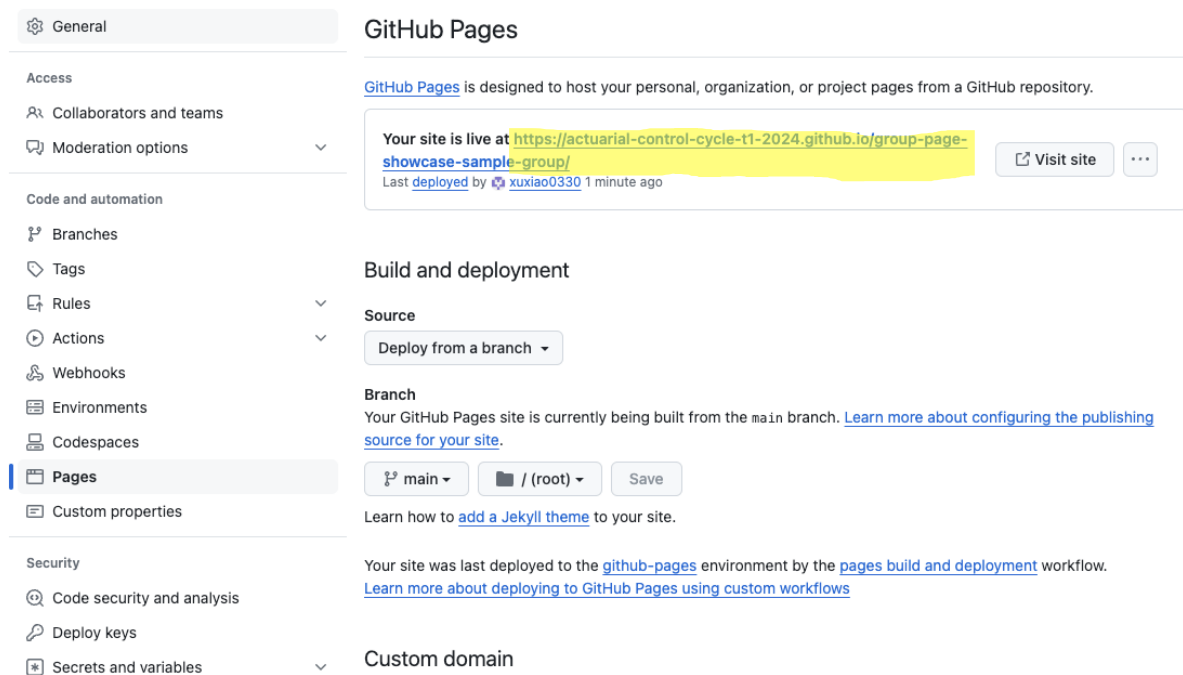 General
Access
Collaborators and teams
Moderation options
Code and automation
Branches
Tags
Rules
Actions
Webhooks
Environments
Codespaces
Pages
Custom properties
Security
Code security and analysis
Deploy keys
Secrets and variables
GitHub Pages
GitHub Pages is designed to host your personal, organization, or project pages from a GitHub repository.
Your site is live at https://actuarial-control-cycle-t1-2024.github.io/group-page-
showcase-sample-group/
Last deployed by xuxiao0330 1 minute ago
Visit site
Build and deployment
Source
Deploy from a branch
Branch
Your GitHub Pages site is currently being built from the main branch. Learn more about configuring the publishing
source for your site.
main
/ (root)
Save
Learn how to add a Jekyll theme to your site.
Your site was last deployed to the github-pages environment by the pages build and deployment workflow.
Learn more about deploying to GitHub Pages using custom workflows
Custom domain